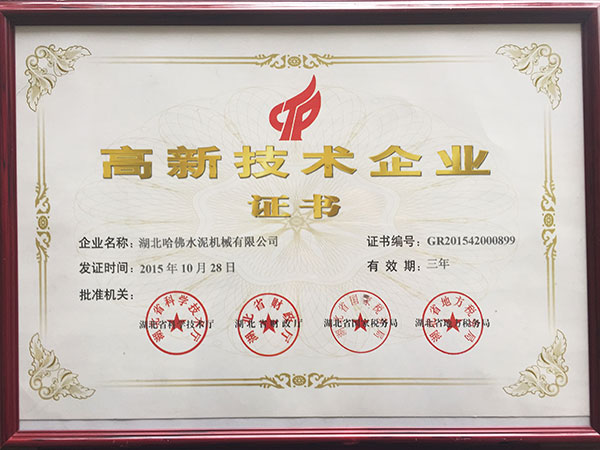 高新技术企业
证书
企业名称：湖北哈佛水泥机械有限公司
证书编号：GR201542000899
发证时间：2015年10月28日
有效期：三年
批准机关：
湖北省科学技术厅
湖北省财政厅
湖北省国家税务局
湖北省地方税务局